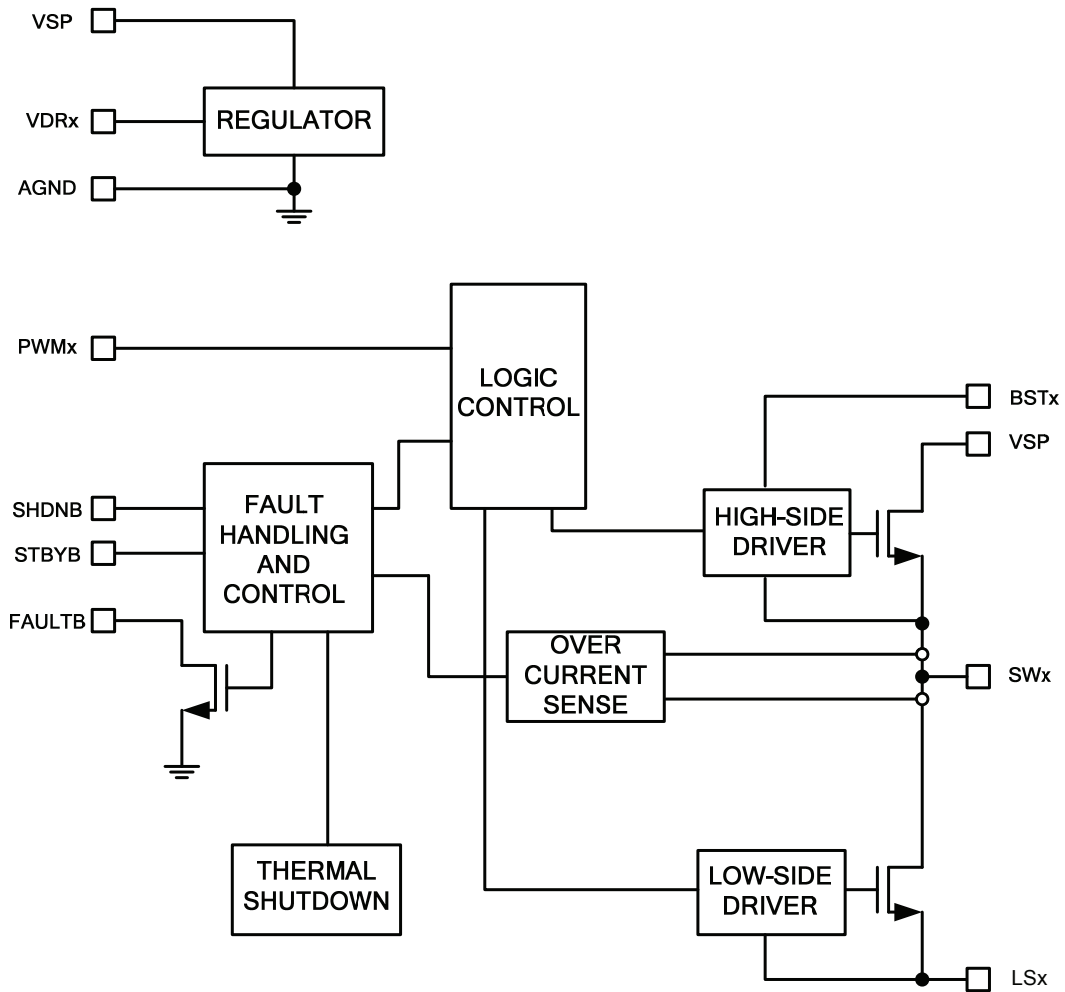 VSP
VDRx
REGULATOR
AGND
PWMx
LOGIC
CONTROL
BSTx
VSP
SHDNB
STBYB
FAULTB
FAULT
HANDLING
AND
CONTROL
HIGH-SIDE
DRIVER
OVER
CURRENT
SENSE
SWx
THERMAL
SHUTDOWN
LOW-SIDE
DRIVER
LSx